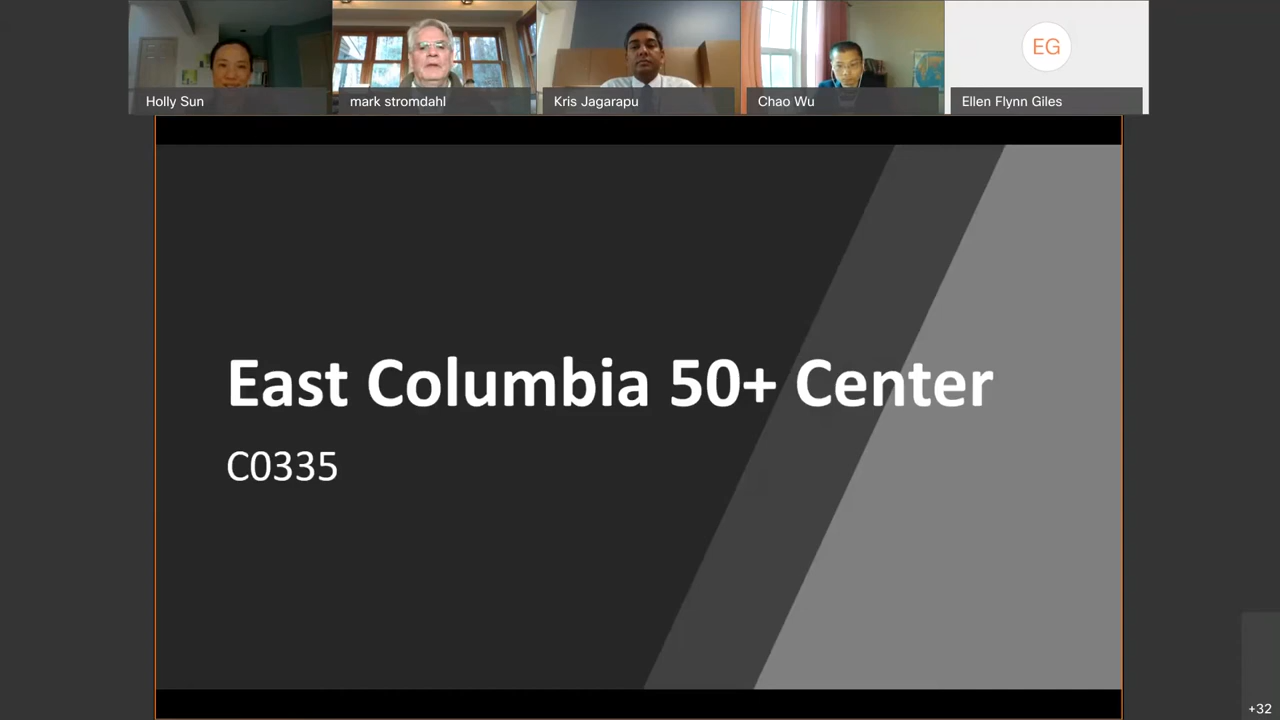 EG
Holly Sun
mark stromdahl
Kris Jagarapu
Chao Wu
Ellen Flynn Giles
East Columbia 50+ Center
C0335
+32